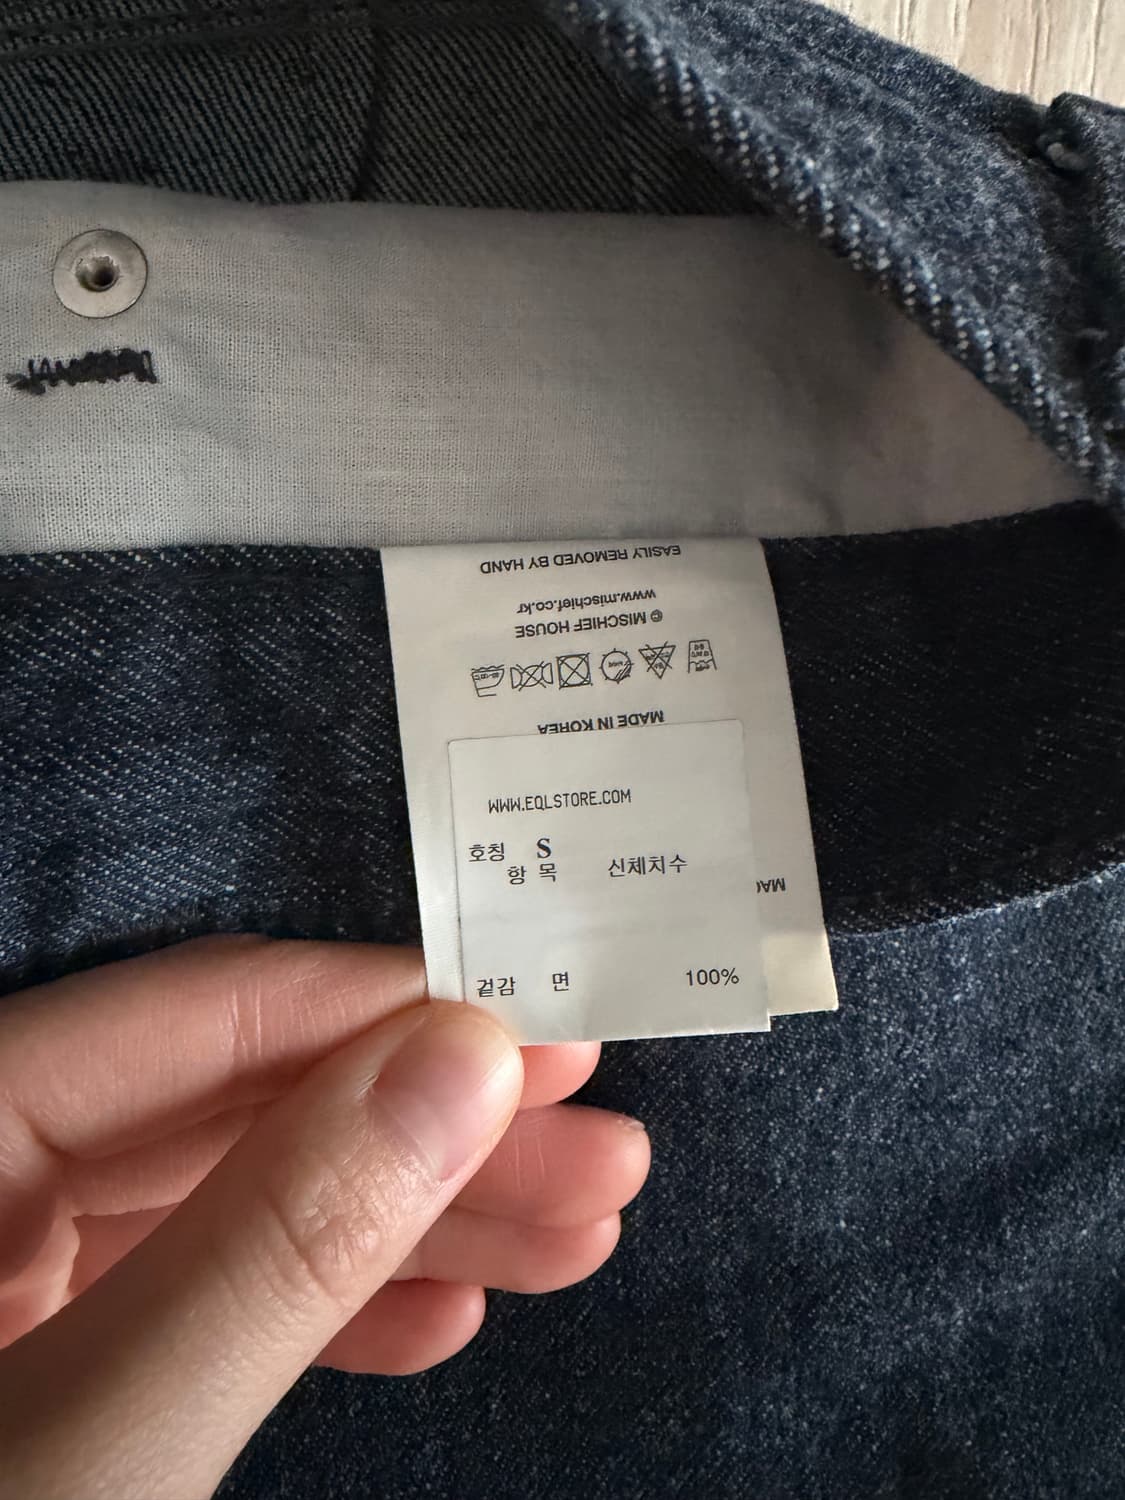 EASILY REMOVED BY HAND
www.mischief.co.kr
© MISCHIEF HOUSE
MADE IN KOREA
WWW.EQLSTORE.COM
호칭 S
항 목 신체치수
겉감 면 100%